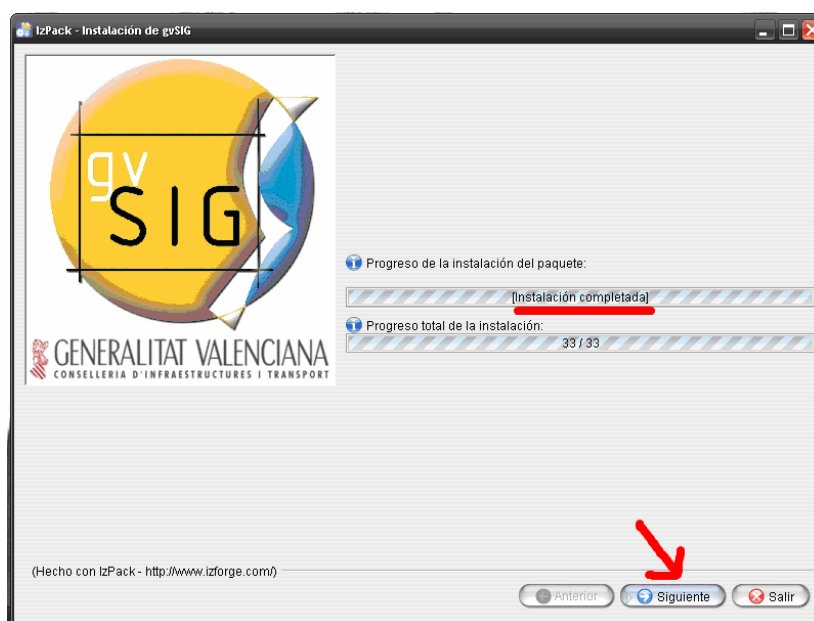 IzPack - Instalación de gvSIG
gv
SIG
GENERALITAT VALENCIANA
CONSELLERIA D'INFRAESTRUCTURES I TRANSPORT
Progreso de la instalación del paquete:
[Instalación completada]
Progreso total de la instalación:
33 / 33
(Hecho con IzPack - http://www.izforge.com/)
Anterior
Siguiente
Salir